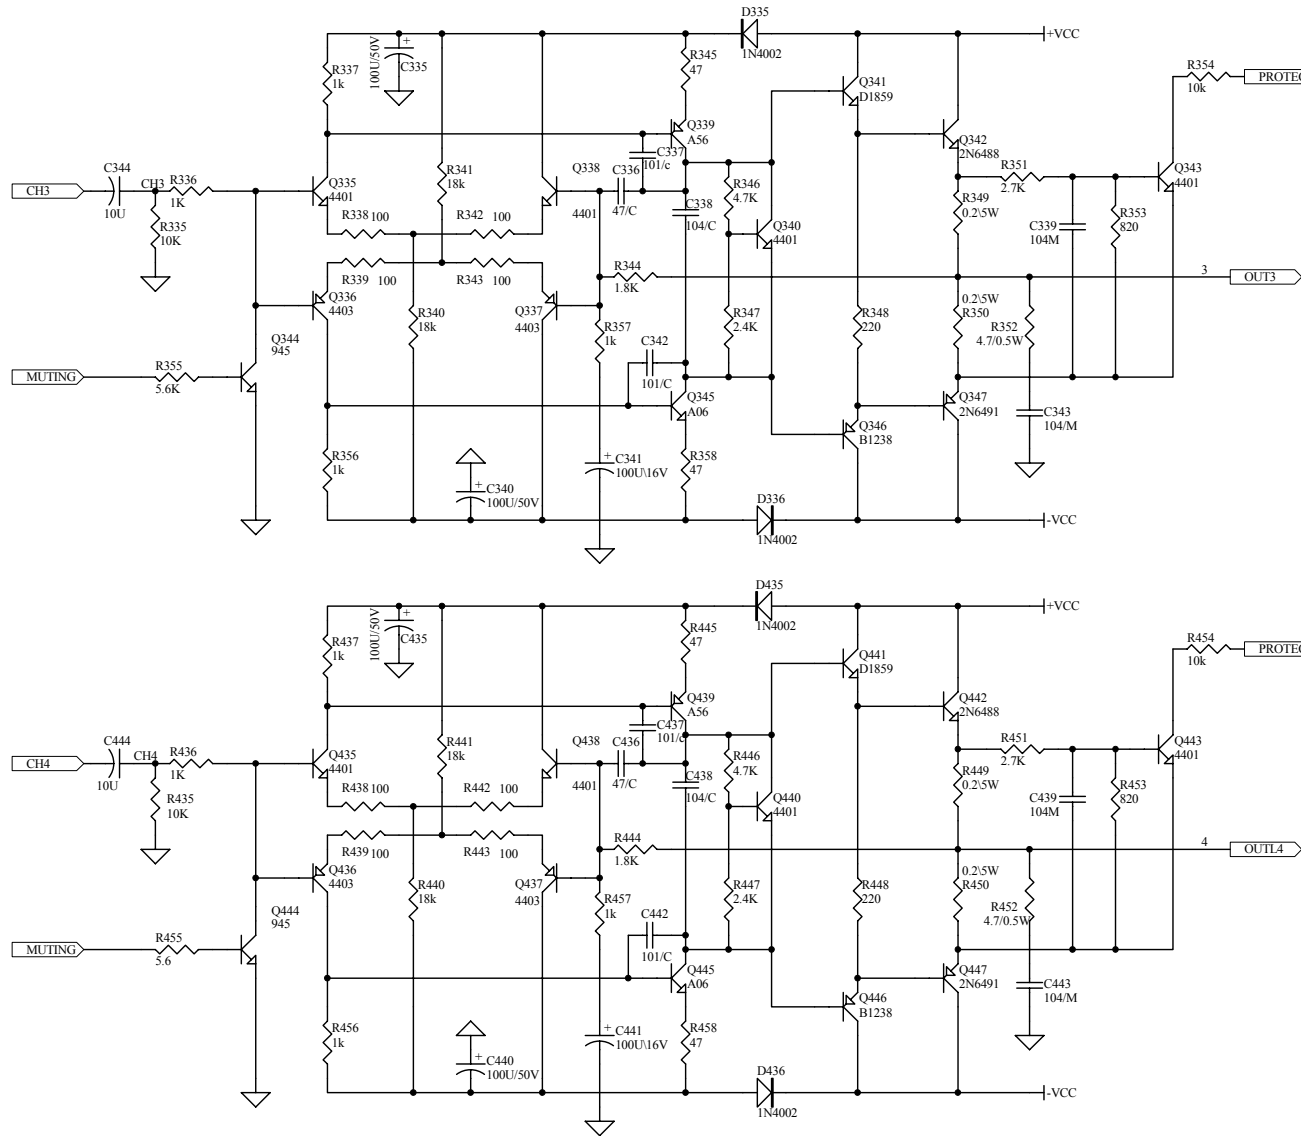 D335
1N4002
+VCC
100U/50V
C335
R337
1k
R345
47
Q341
D1859
R354
10k
PROTEC
Q339
A56
Q342
2N6488
C337
101/c
C344
10U
CH3
CH3
R336
1K
R335
10K
Q335
4401
R341
18k
Q338
4401
C336
47/C
R346
4.7K
C338
104/C
R351
2.7K
Q343
4401
R338
100
R342
100
Q340
4401
R349
0.2\5W
C339
104M
R353
820
R339
100
R343
100
R344
1.8K
3
OUT3
Q336
4403
R340
18k
Q337
4403
R357
1k
R347
2.4K
R348
220
0.2\5W
R350
R352
4.7/0.5W
Q344
945
C342
101/C
MUTING
R355
5.6K
Q345
A06
Q347
2N6491
C343
104/M
Q346
B1238
R356
1k
C340
100U/50V
C341
100U\16V
R358
47
D336
1N4002
-VCC
D435
1N4002
+VCC
100U/50V
C435
R437
1k
R445
47
Q441
D1859
R454
10k
PROTEC
Q439
A56
Q442
2N6488
C437
101/c
C444
10U
CH4
CH4
R436
1K
R435
10K
Q435
4401
R441
18k
Q438
4401
C436
47/C
R446
4.7K
C438
104/C
R451
2.7K
Q443
4401
R438
100
R442
100
Q440
4401
R449
0.2\5W
C439
104M
R453
820
R439
100
R443
100
R444
1.8K
4
OUTL4
Q436
4403
R440
18k
Q437
4403
R457
1k
R447
2.4K
R448
220
0.2\5W
R450
R452
4.7/0.5W
Q444
945
C442
101/C
MUTING
R455
5.6
Q445
A06
Q447
2N6491
C443
104/M
Q446
B1238
R456
1k
C440
100U/50V
C441
100U\16V
R458
47
D436
1N4002
-VCC